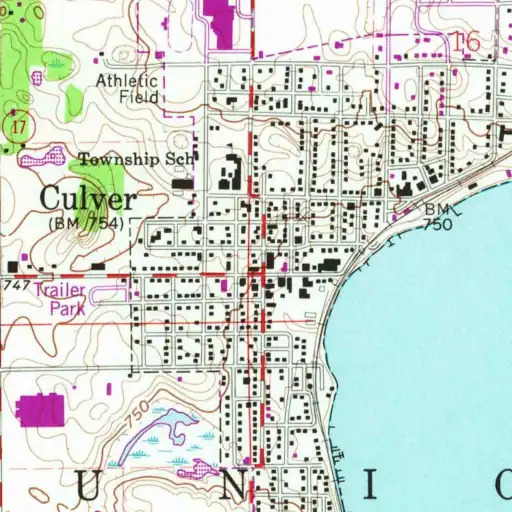 16
Athletic
Field
17
Township Sch
Culver
(BM 754)
BM
750
747
Trailer
Park
750
U N I O